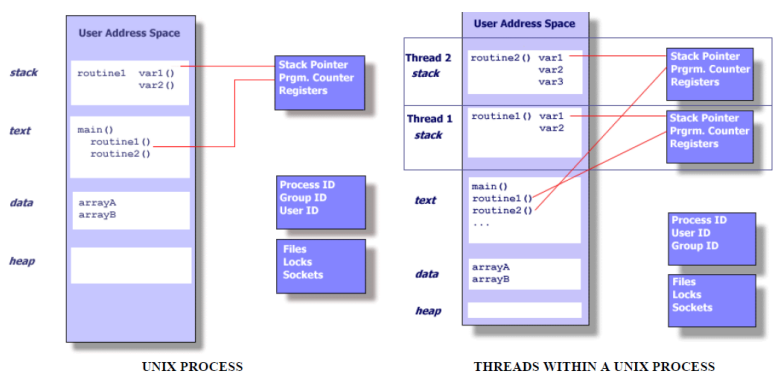 User Address Space
stack
routine1 var1()
var2()
Stack Pointer
Prgrm. Counter
Registers
text
main()
routine1()
routine2()
data
arrayA
arrayB
Process ID
Group ID
User ID
heap
Files
Locks
Sockets
UNIX PROCESS
User Address Space
Thread 2
stack
routine2() var1
var2
var3
Stack Pointer
Prgrm. Counter
Registers
Thread 1
stack
routine1() var1
var2
Stack Pointer
Prgrm. Counter
Registers
text
main()
routine1()
routine2()
...
Process ID
User ID
Group ID
data
arrayA
arrayB
Files
Locks
Sockets
heap
THREADS WITHIN A UNIX PROCESS